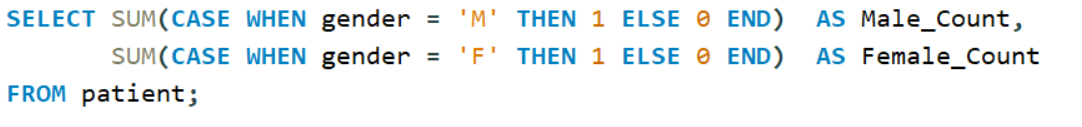 SELECT SUM(CASE WHEN gender = 'M' THEN 1 ELSE 0 END)  AS Male_Count,
       SUM(CASE WHEN gender = 'F' THEN 1 ELSE 0 END)  AS Female_Count
FROM patient;